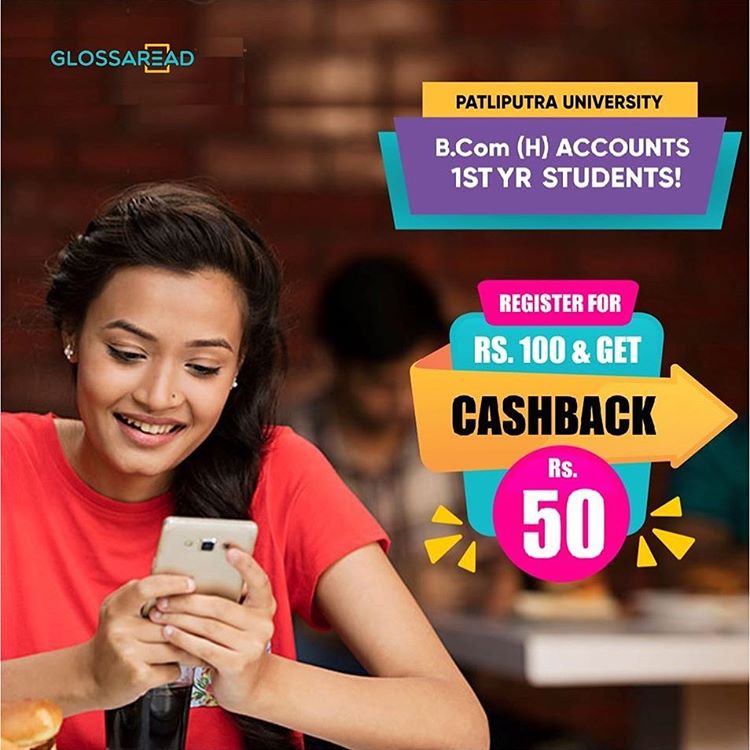 GLOSSAREAD
PATLIPUTRA UNIVERSITY
B.Com (H) ACCOUNTS
1ST YR STUDENTS!
REGISTER FOR
RS. 100 & GET
CASHBACK
Rs.
50